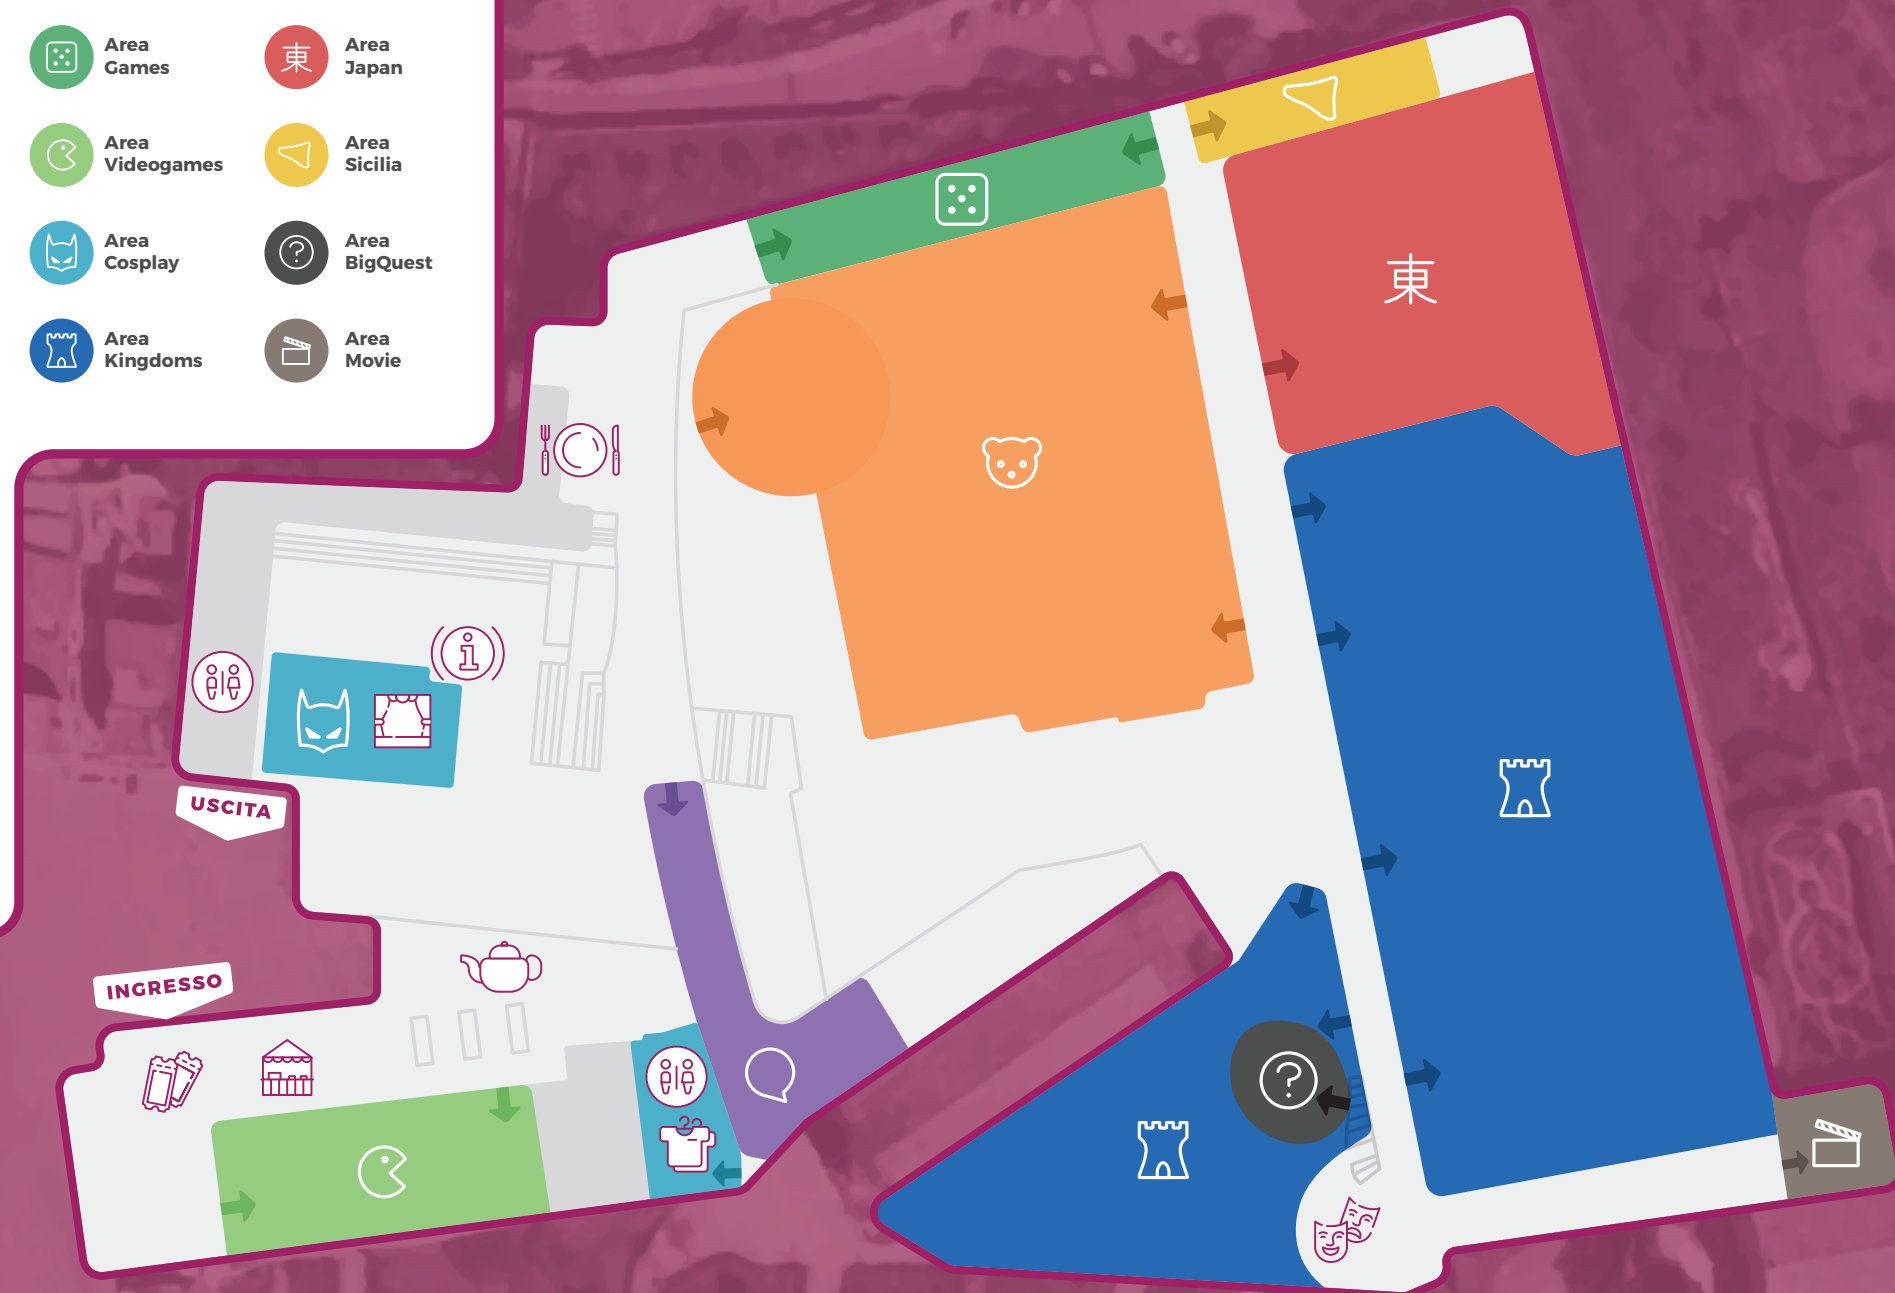 Area
Games
東
Area
Japan
Area
Videogames
Area
Sicilia
Area
Cosplay
?
Area
BigQuest
Area
Kingdoms
Area
Movie
東
i
USCITA
INGRESSO
?